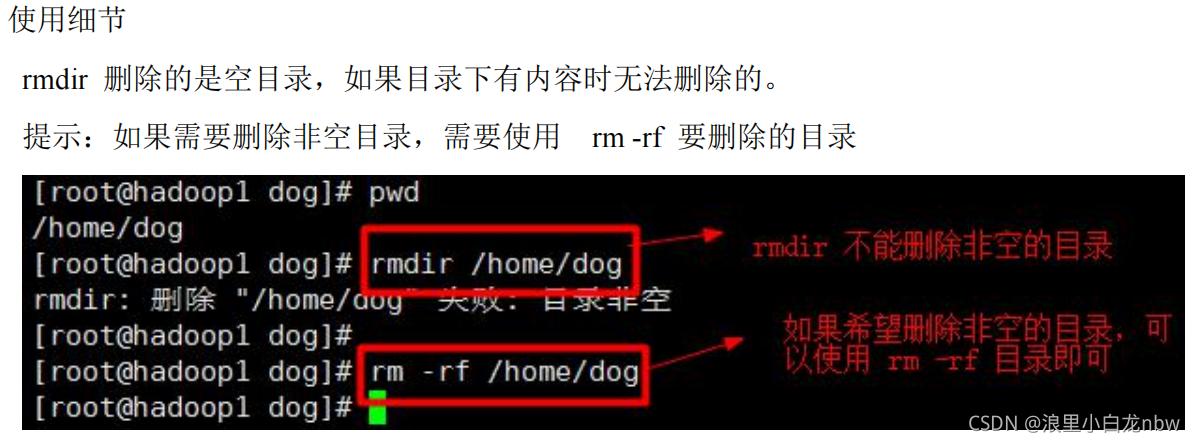 使用细节
rmdir 删除的是空目录，如果目录下有内容时无法删除的。
提示：如果需要删除非空目录，需要使用 rm -rf 要删除的目录
[root@hadoop1 dog]# pwd
/home/dog
[root@hadoop1 dog]# rmdir /home/dog
rmdir 不能删除非空的目录
rmdir: 删除 "/home/dog" 失败: 目录非空
[root@hadoop1 dog]#
[root@hadoop1 dog]# rm -rf /home/dog
如果希望删除非空的目录，可
以使用 rm -rf 目录即可
[root@hadoop1 dog]#
CSDN @浪里小白龙nbw